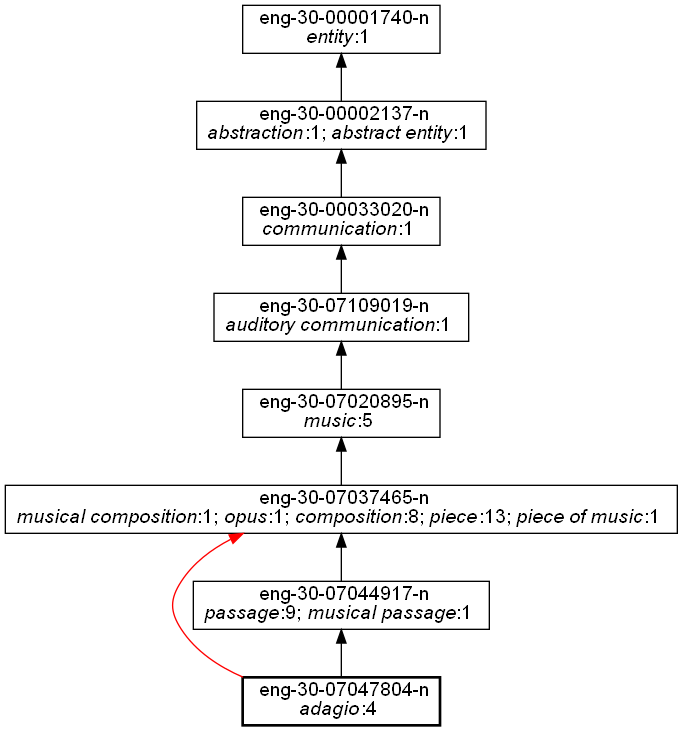 eng-30-00001740-n
entity:1
eng-30-00002137-n
abstraction:1; abstract entity:1
eng-30-00033020-n
communication:1
eng-30-07109019-n
auditory communication:1
eng-30-07020895-n
music:5
eng-30-07037465-n
musical composition:1; opus:1; composition:8; piece:13; piece of music:1
eng-30-07044917-n
passage:9; musical passage:1
eng-30-07047804-n
adagio:4